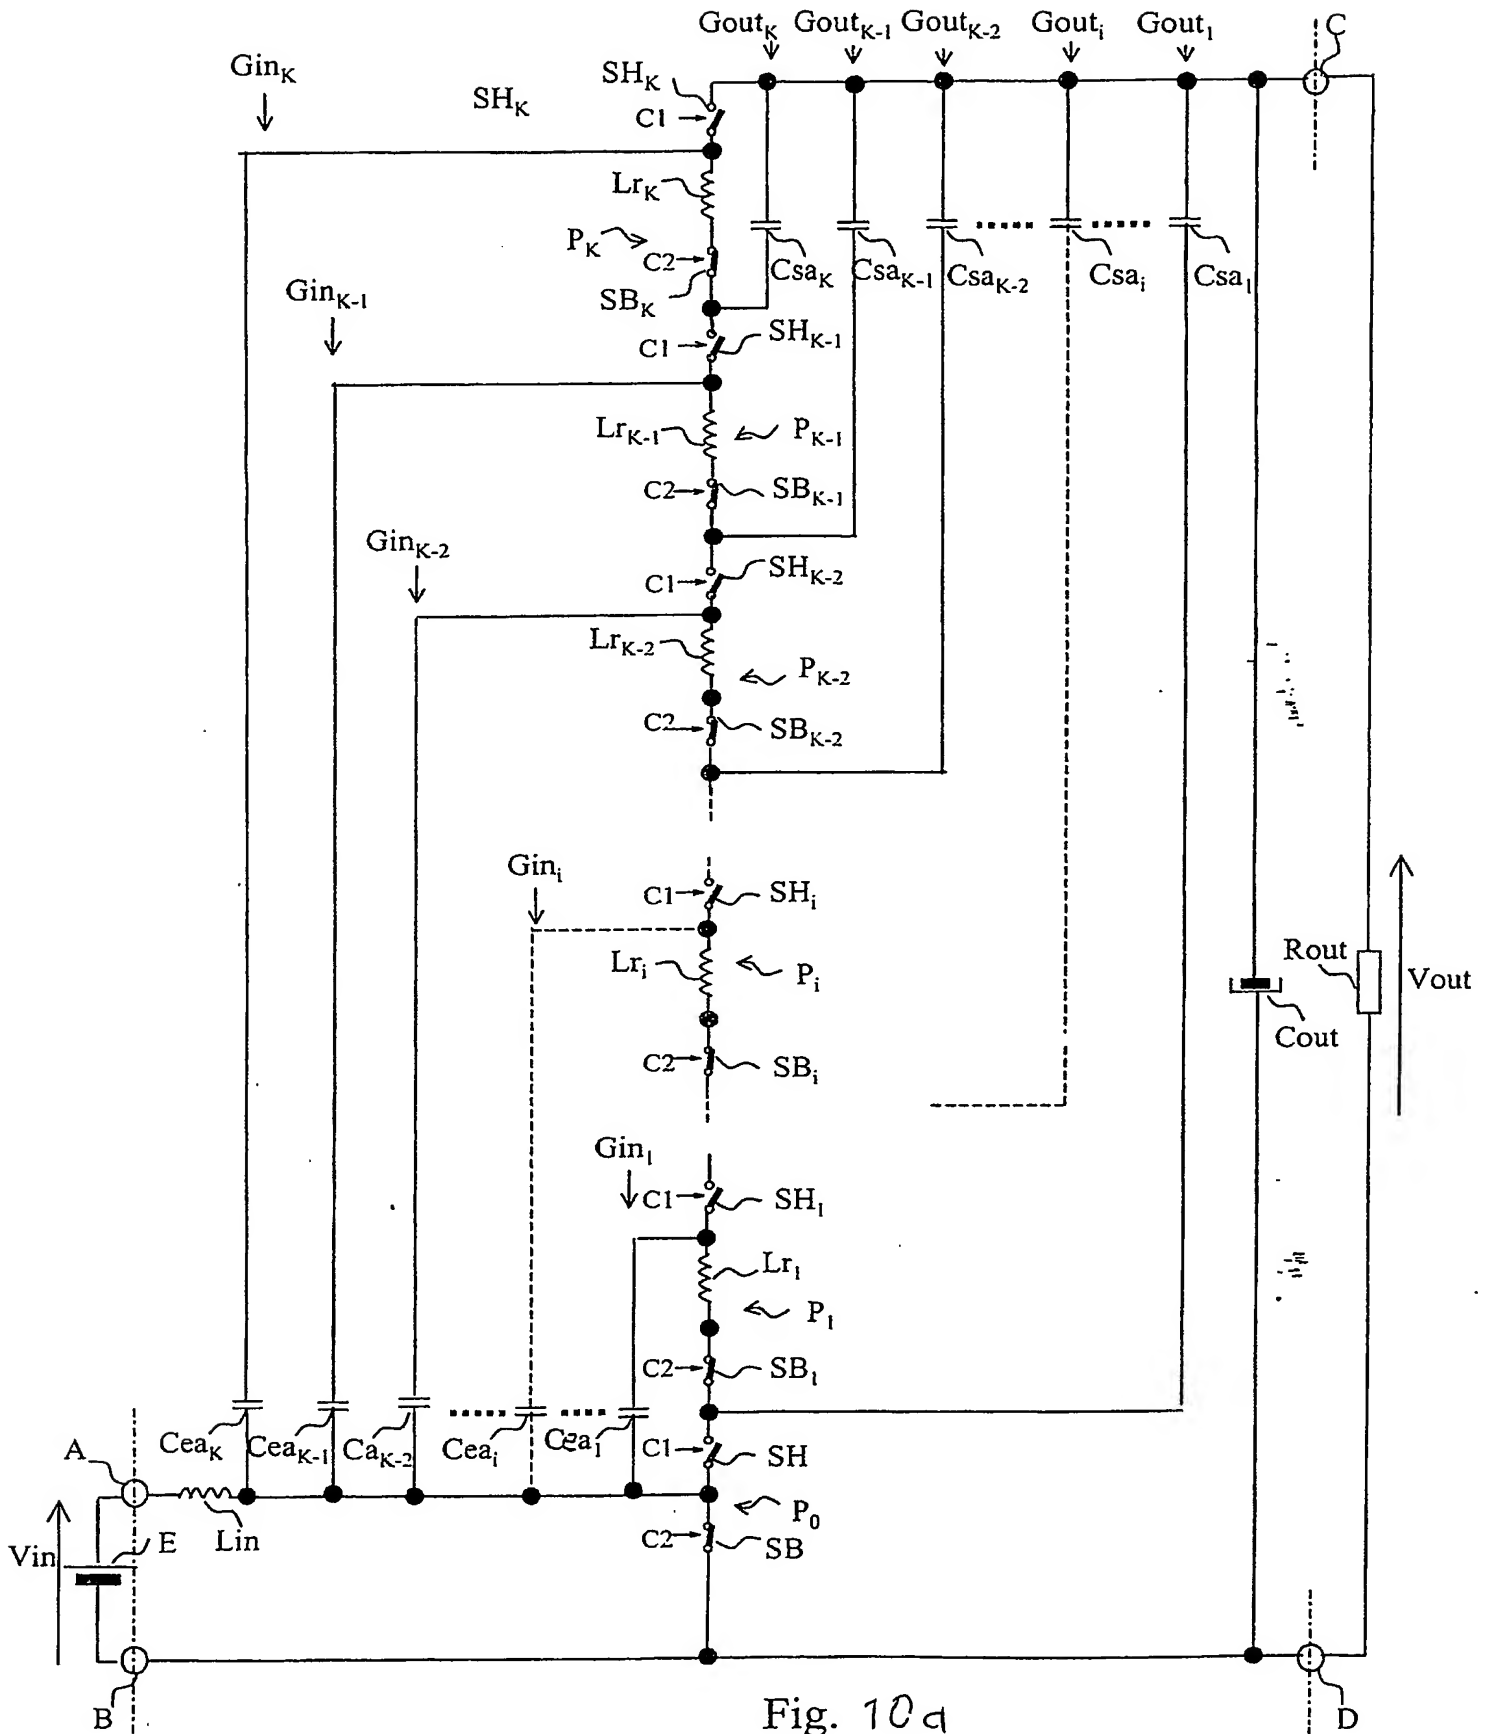 Gout_K Gout_K-1 Gout_K-2 Gout_i Gout_1 C
Gin_K
SH_K
SH_K
C1
Lr_K
P_K
C2
SB_K
Csa_K Csa_K-1 Csa_K-2 Csa_i Csa_1
Gin_K-1
C1 SH_K-1
Lr_K-1 P_K-1
C2 SB_K-1
Gin_K-2
C1 SH_K-2
Lr_K-2 P_K-2
C2 SB_K-2
Gin_i
C1 SH_i
Lr_i P_i
C2 SB_i
Rout Vout
Cout
Gin_1
C1 SH_1
Lr_1
P_1
C2 SB_1
Cea_K Cea_K-1 Ca_K-2 Cea_i Cea_1
C1 SH
A
Lin
P_0
C2 SB
Vin E
B
D
Fig. 10a